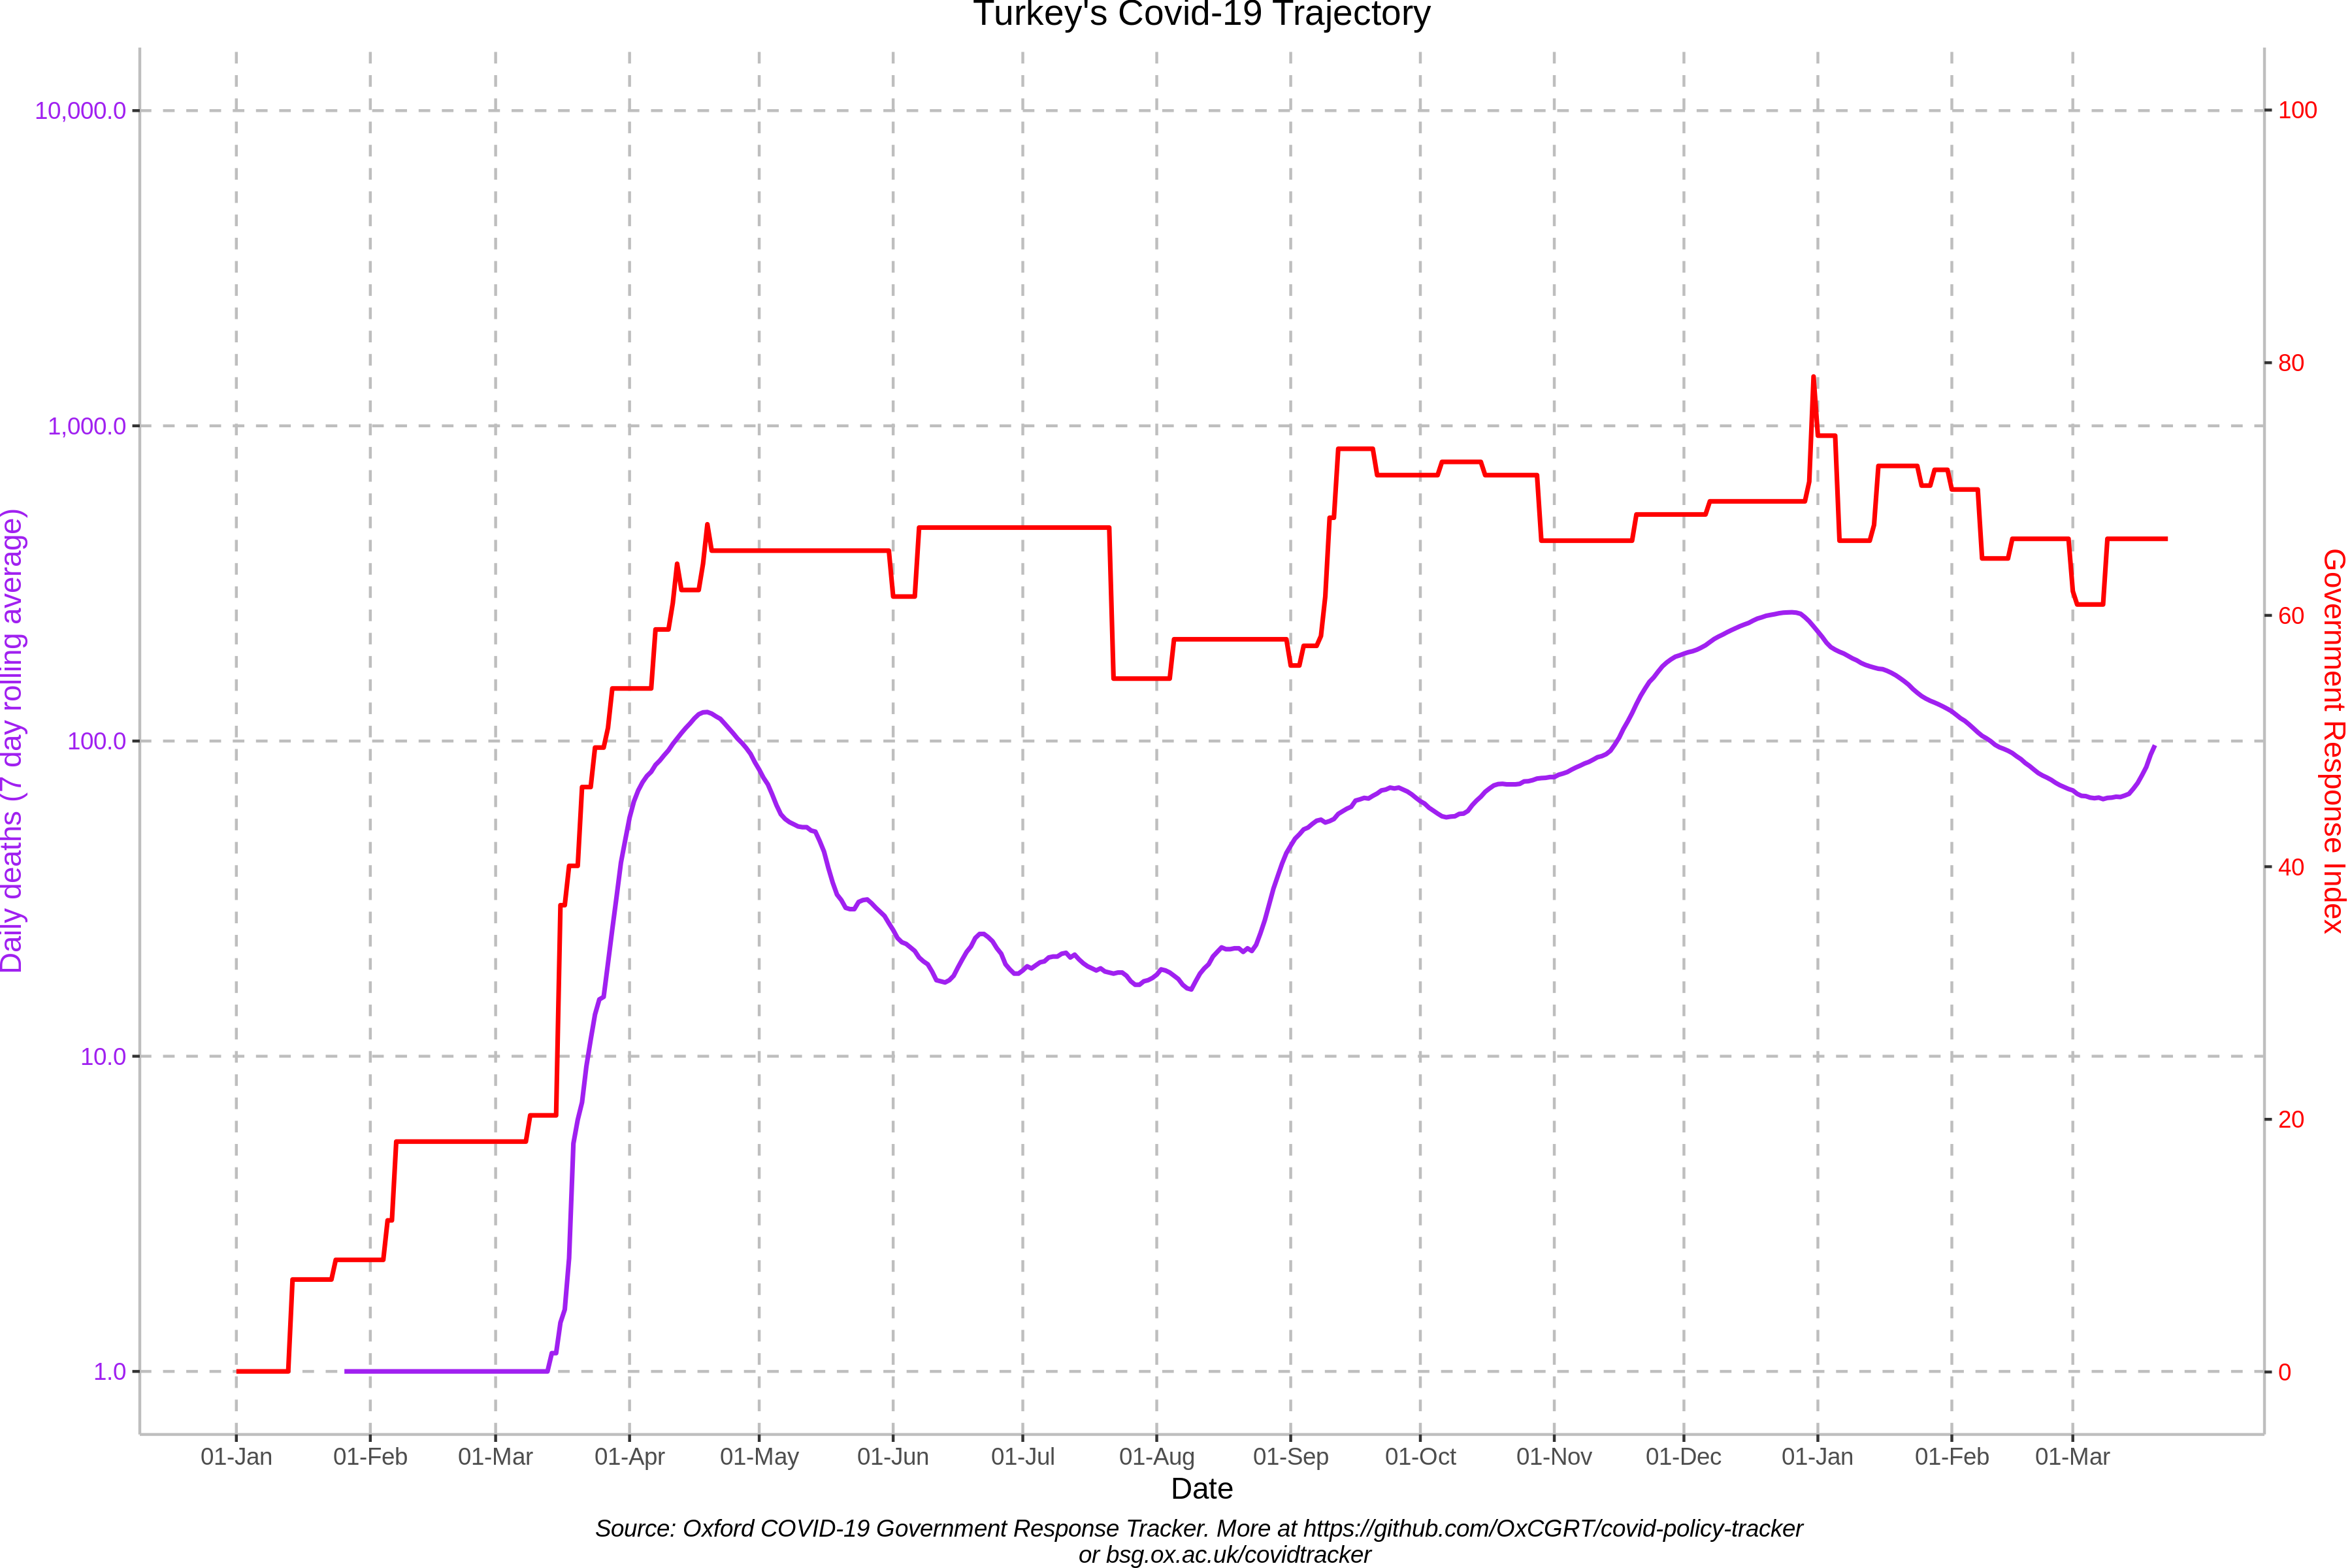 Turkey's Covid-19 Trajectory
10,000.0
1,000.0
100.0
10.0
1.0
Daily deaths (7 day rolling average)
100
80
60
40
20
0
Government Response Index
01-Jan 01-Feb 01-Mar 01-Apr 01-May 01-Jun 01-Jul 01-Aug 01-Sep 01-Oct 01-Nov 01-Dec 01-Jan 01-Feb 01-Mar
Date
Source: Oxford COVID-19 Government Response Tracker. More at https://github.com/OxCGRT/covid-policy-tracker
or bsg.ox.ac.uk/covidtracker